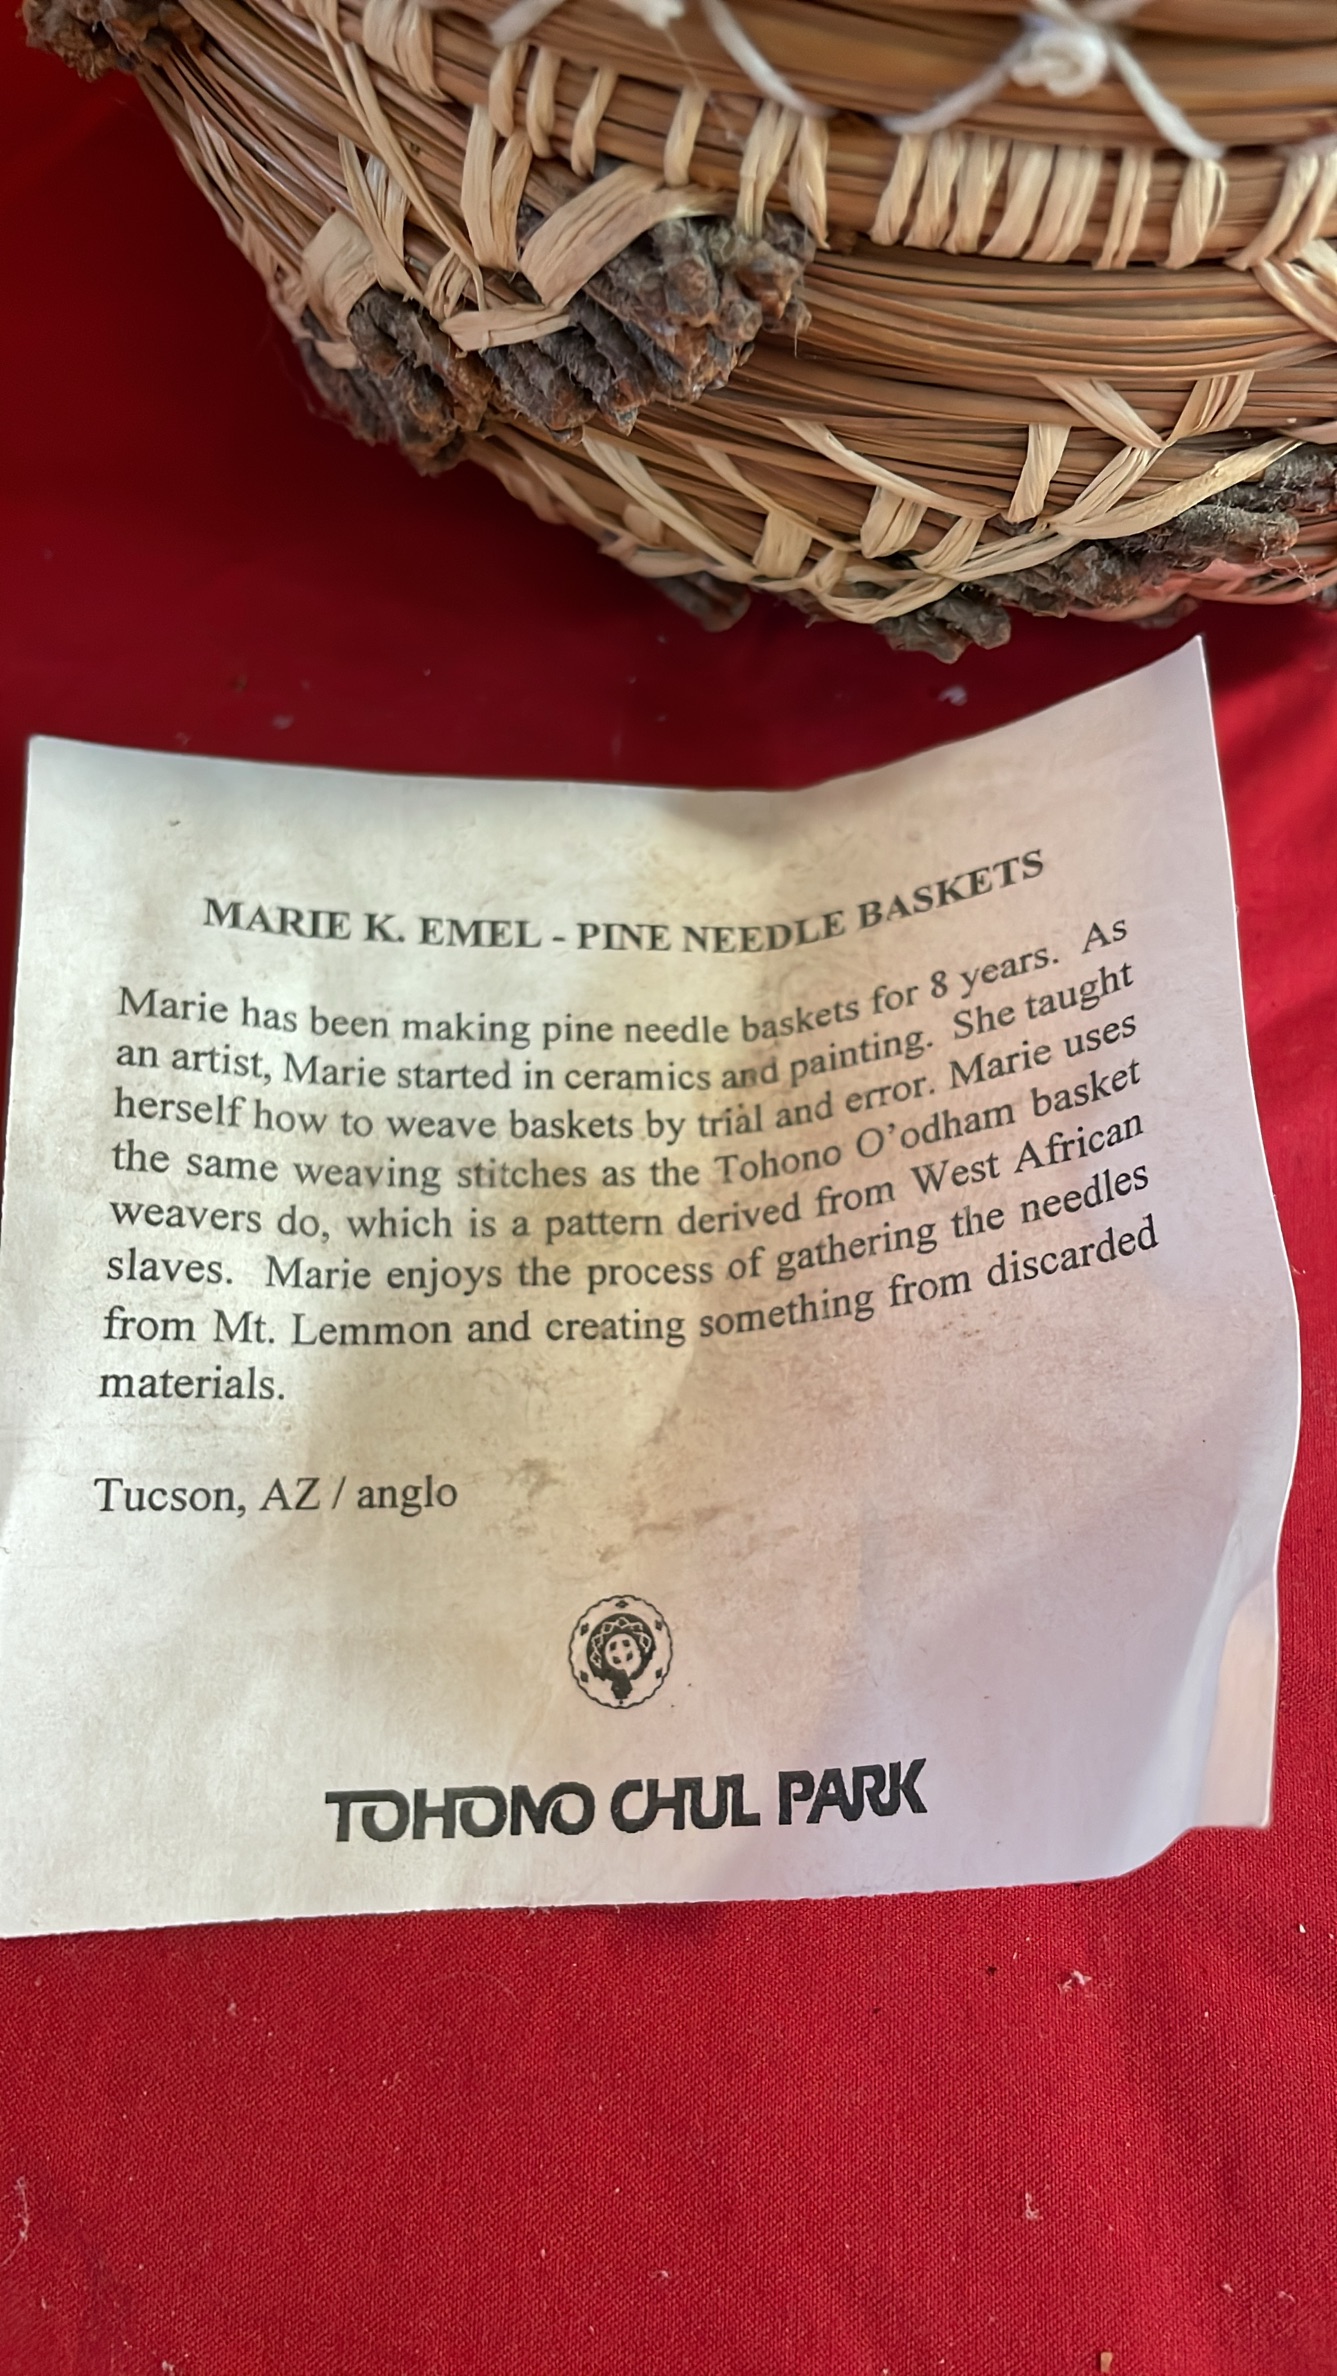 MARIE K. EMEL - PINE NEEDLE BASKETS
Marie has been making pine needle baskets for 8 years. As
an artist, Marie started in ceramics and painting. She taught
herself how to weave baskets by trial and error. Marie uses
the same weaving stitches as the Tohono O'odham basket
weavers do, which is a pattern derived from West African
slaves. Marie enjoys the process of gathering the needles
from Mt. Lemmon and creating something from discarded
materials.
Tucson, AZ / anglo
TOHONO CHUL PARK